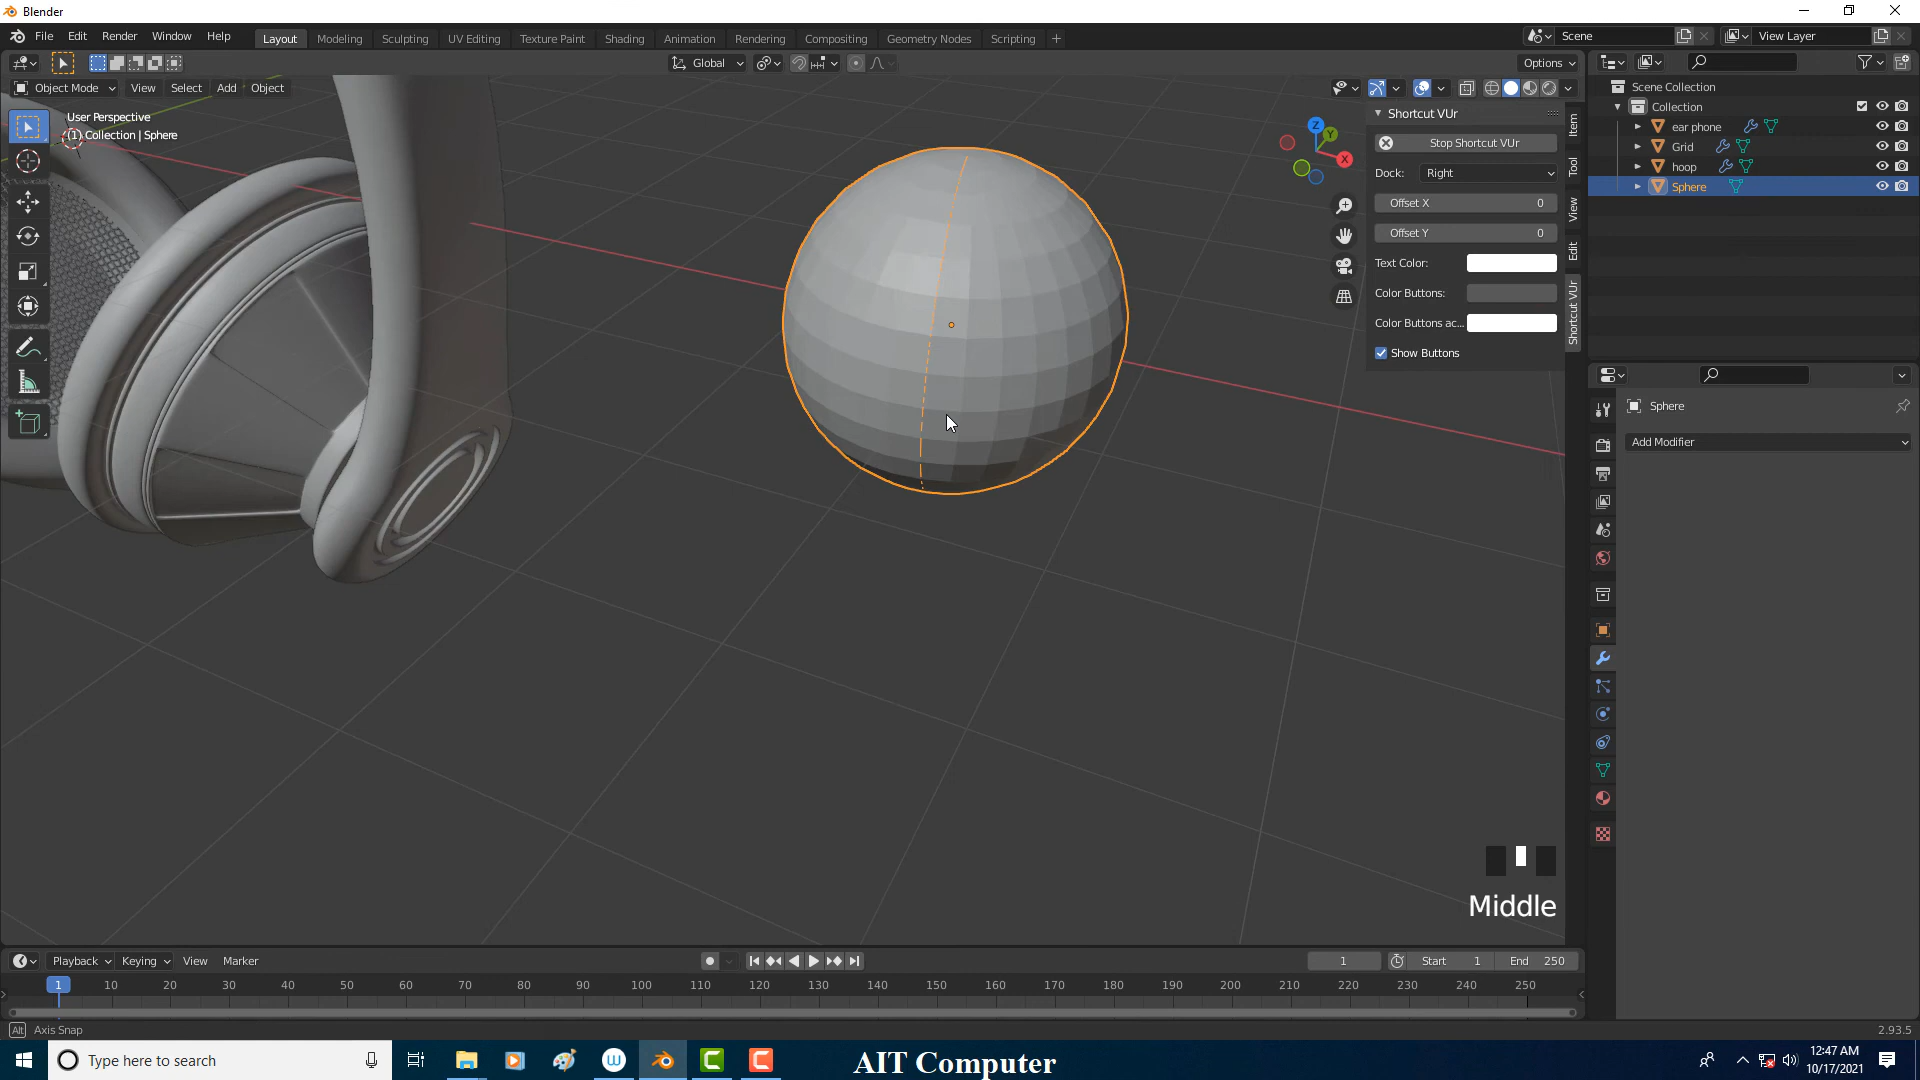 Blender
File Edit Render Window Help
Layout Modeling Sculpting UV Editing Texture Paint Shading Animation Rendering Compositing Geometry Nodes Scripting +
Scene
View Layer
Global
Options
Object Mode View Select Add Object
User Perspective
(1) Collection | Sphere
Z
Y
X
Shortcut VUr
Stop Shortcut VUr
Dock: Right
Offset X 0
Offset Y 0
Text Color:
Color Buttons:
Color Buttons ac...
Show Buttons
Item
Tool
View
Edit
Shortcut VUr
Scene Collection
Collection
ear phone
Grid
hoop
Sphere
Sphere
Add Modifier
Middle
Playback Keying View Marker
1
Start 1
End 250
1 10 20 30 40 50 60 70 80 90 100 110 120 130 140 150 160 170 180 190 200 210 220 230 240 250
Alt Axis Snap
2.93.5
Type here to search
AIT Computer
12:47 AM
10/17/2021